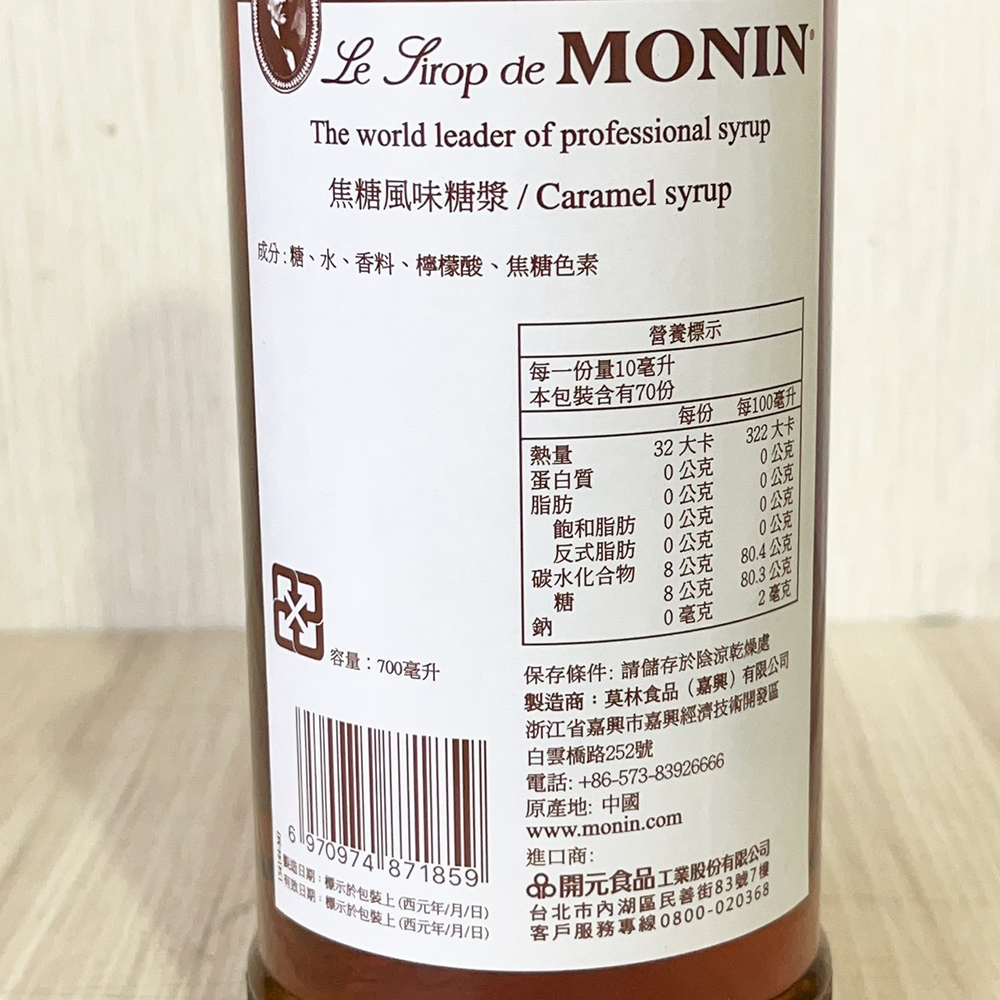 Le Sirop de MONIN®
The world leader of professional syrup
焦糖風味糖漿 / Caramel syrup
成分:糖、水、香料、檸檬酸、焦糖色素
營養標示
每一份量10毫升
本包裝含有70份
每份 每100毫升
熱量 32 大卡 322 大卡
蛋白質 0 公克 0 公克
脂肪 0 公克 0 公克
飽和脂肪 0 公克 0 公克
反式脂肪 0 公克 0 公克
碳水化合物 8 公克 80.4 公克
糖 8 公克 80.3 公克
鈉 0 毫克 2 毫克
容量：700毫升
保存條件: 請儲存於陰涼乾燥處
製造商：莫林食品（嘉興）有限公司
浙江省嘉興市嘉興經濟技術開發區
白雲橋路252號
電話: +86-573-83926666
原產地: 中國
www.monin.com
進口商:
開元食品工業股份有限公司
台北市內湖區民善街83號7樓
客戶服務專線0800-020368
6 970974 871859
製造日期：標示於包裝上(西元年/月/日)
有效日期：標示於包裝上(西元年/月/日)